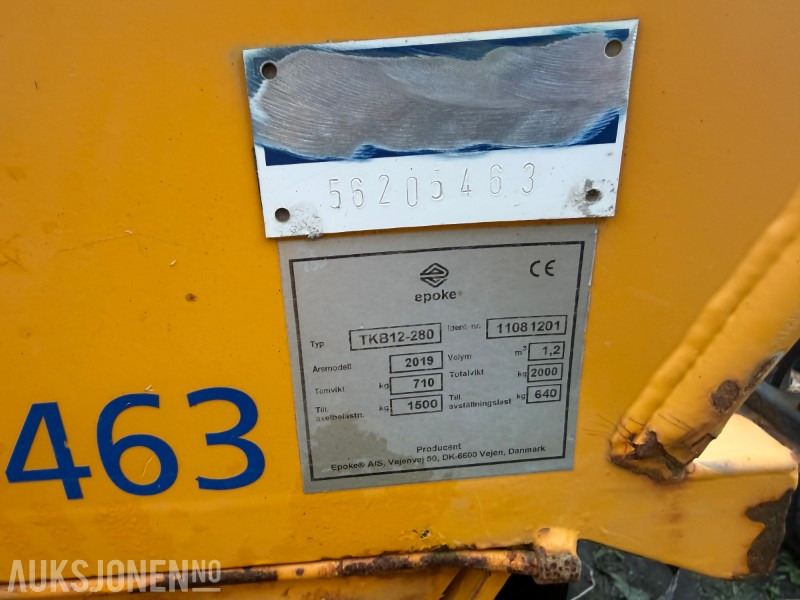 56205463
epoke®
CE
Typ TKB12-280 Ident. nr. 11081201
Årsmodell 2019 Volym m³ 1,2
Tomvikt kg 710 Totalvikt kg 2000
Till. axelbelastn. kg 1500 Till. avställningslast kg 640
Producent
Epoke® A/S, Vejenvej 50, DK-6600 Vejen, Danmark
463
AUKSJONEN.NO